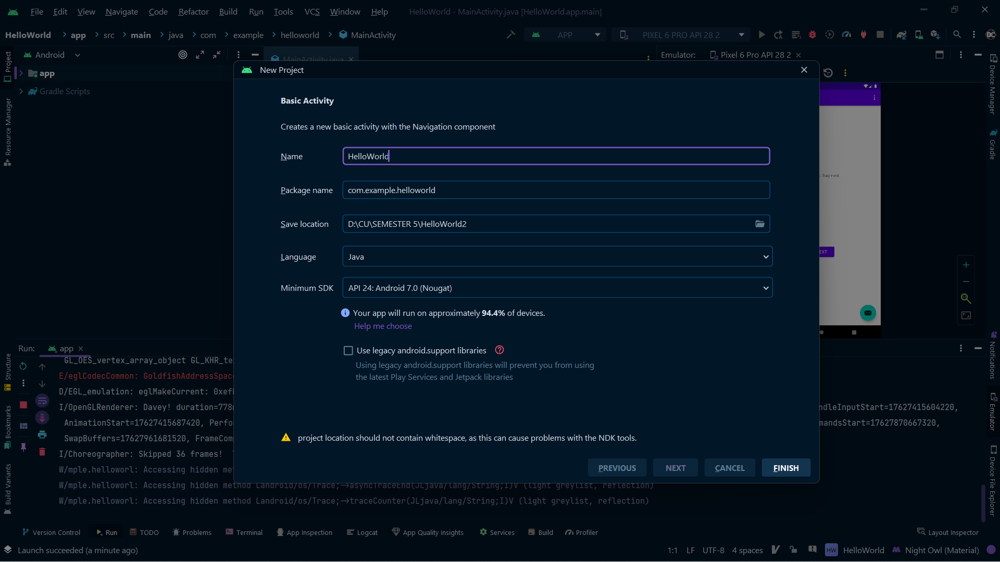 File Edit View Navigate Code Refactor Build Run Tools VCS Window Help HelloWorld - MainActivity.java [HelloWorld.app.main]
HelloWorld app src main java com example helloworld MainActivity APP PIXEL 6 PRO API 28 2
Android MainActivity.java Emulator: Pixel 6 Pro API 28 2
Project
app
Gradle Scripts
Resource Manager
Device Manager
Gradle
New Project
Basic Activity
Creates a new basic activity with the Navigation component
Name HelloWorld
Package name com.example.helloworld
Save location D:\CU\SEMESTER 5\HelloWorld2
Language Java
Minimum SDK API 24: Android 7.0 (Nougat)
Your app will run on approximately 94.4% of devices.
Help me choose
Use legacy android.support libraries
Using legacy android.support libraries will prevent you from using
the latest Play Services and Jetpack libraries
project location should not contain whitespace, as this can cause problems with the NDK tools.
PREVIOUS NEXT CANCEL FINISH
fragment
EXT
Run: app
GL_OES_vertex_array_object GL_KHR_te
E/eglCodecCommon: GoldfishAddressSpac
D/EGL_emulation: eglMakeCurrent: 0xef
I/OpenGLRenderer: Davey! duration=778 ndleInputStart=17627415604220,
AnimationStart=17627415687420, Perfo mandsStart=17627870667320,
SwapBuffers=17627961681520, FrameCom
I/Choreographer: Skipped 36 frames!
W/mple.helloworl: Accessing hidden me
W/mple.helloworl: Accessing hidden method Landroid/os/Trace;->asyncTraceEnd(JLjava/lang/String;I)V (light greylist, reflection)
W/mple.helloworl: Accessing hidden method Landroid/os/Trace;->traceCounter(JLjava/lang/String;I)V (light greylist, reflection)
Structure
Bookmarks
Build Variants
Notifications
Emulator
Device File Explorer
Version Control Run TODO Problems Terminal App Inspection Logcat App Quality Insights Services Build Profiler Layout Inspector
Launch succeeded (a minute ago) 1:1 LF UTF-8 4 spaces HW HelloWorld Night Owl (Material)